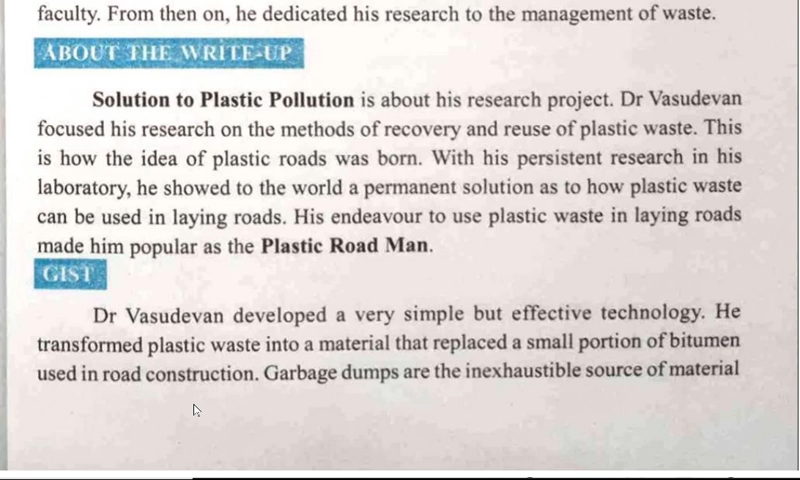 faculty. From then on, he dedicated his research to the management of waste.
ABOUT THE WRITE-UP
Solution to Plastic Pollution is about his research project. Dr Vasudevan
focused his research on the methods of recovery and reuse of plastic waste. This
is how the idea of plastic roads was born. With his persistent research in his
laboratory, he showed to the world a permanent solution as to how plastic waste
can be used in laying roads. His endeavour to use plastic waste in laying roads
made him popular as the Plastic Road Man.
GIST
Dr Vasudevan developed a very simple but effective technology. He
transformed plastic waste into a material that replaced a small portion of bitumen
used in road construction. Garbage dumps are the inexhaustible source of material